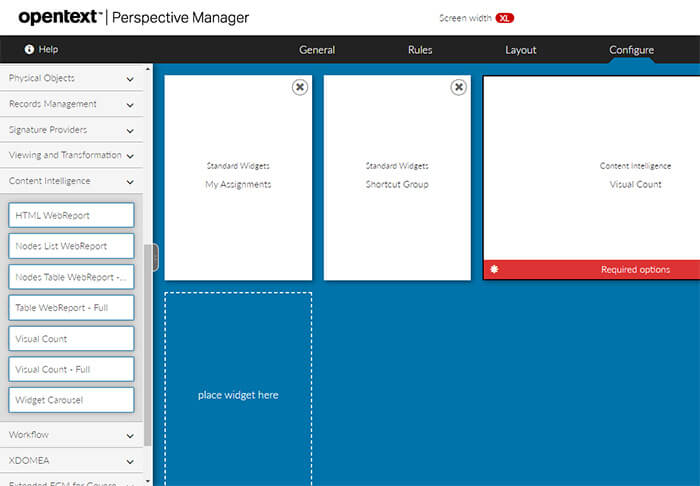 opentext™ | Perspective Manager
Screen width XL
Help
General
Rules
Layout
Configure
Physical Objects
Records Management
Signature Providers
Viewing and Transformation
Content Intelligence
HTML WebReport
Nodes List WebReport
Nodes Table WebReport -...
Table WebReport - Full
Visual Count
Visual Count - Full
Widget Carousel
Workflow
XDOMEA
Standard Widgets
My Assignments
Standard Widgets
Shortcut Group
Content Intelligence
Visual Count
Required options
place widget here